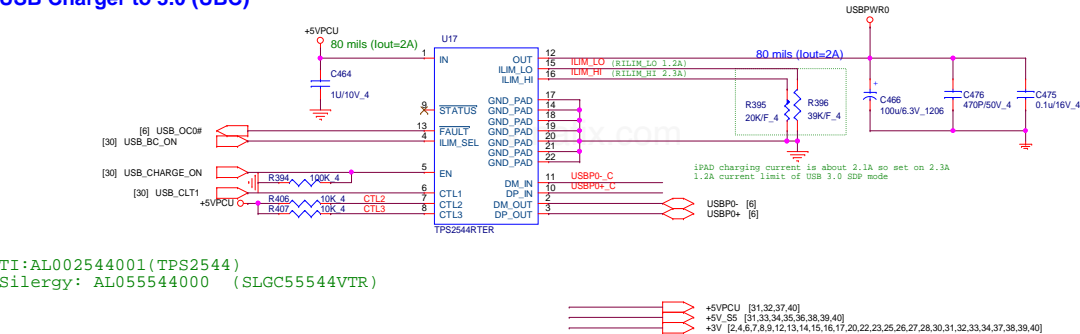 USB Charger to 3.0 (UBC)
USBPWR0
+5VPCU
80 mils (Iout=2A)
U17
80 mils (Iout=2A)
1 IN OUT 12
ILIM_LO 15 ILIM_LO (RILIM_LO 1.2A)
ILIM_HI 16 ILIM_HI (RILIM_HI 2.3A)
C464
1U/10V_4
GND_PAD 17
9 STATUS GND_PAD 14
GND_PAD 18
13 FAULT GND_PAD 19
4 ILIM_SEL GND_PAD 20
GND_PAD 21
GND_PAD 22
[6] USB_OC0#
[30] USB_BC_ON
R395
20K/F_4
R396
39K/F_4
+
C466
100u/6.3V_1206
C476
470P/50V_4
C475
0.1u/16V_4
iPAD charging current is about 2.1A so set on 2.3A
1.2A current limit of USB 3.0 SDP mode
[30] USB_CHARGE_ON
5 EN
R394 100K_4
DM_IN 11 USBP0-_C
DP_IN 10 USBP0+_C
[30] USB_CLT1
6 CTL1
+5VPCU R406 10K_4 CTL2 7 CTL2 DM_OUT 2 USBP0- [6]
R407 10K_4 CTL3 8 CTL3 DP_OUT 3 USBP0+ [6]
TPS2544RTER
TI:AL002544001(TPS2544)
Silergy: AL055544000 (SLGC55544VTR)
+5VPCU [31,32,37,40]
+5V_S5 [31,33,34,35,36,38,39,40]
+3V [2,4,6,7,8,9,12,13,14,15,16,17,20,22,23,25,26,27,28,30,31,32,33,34,37,38,39,40]